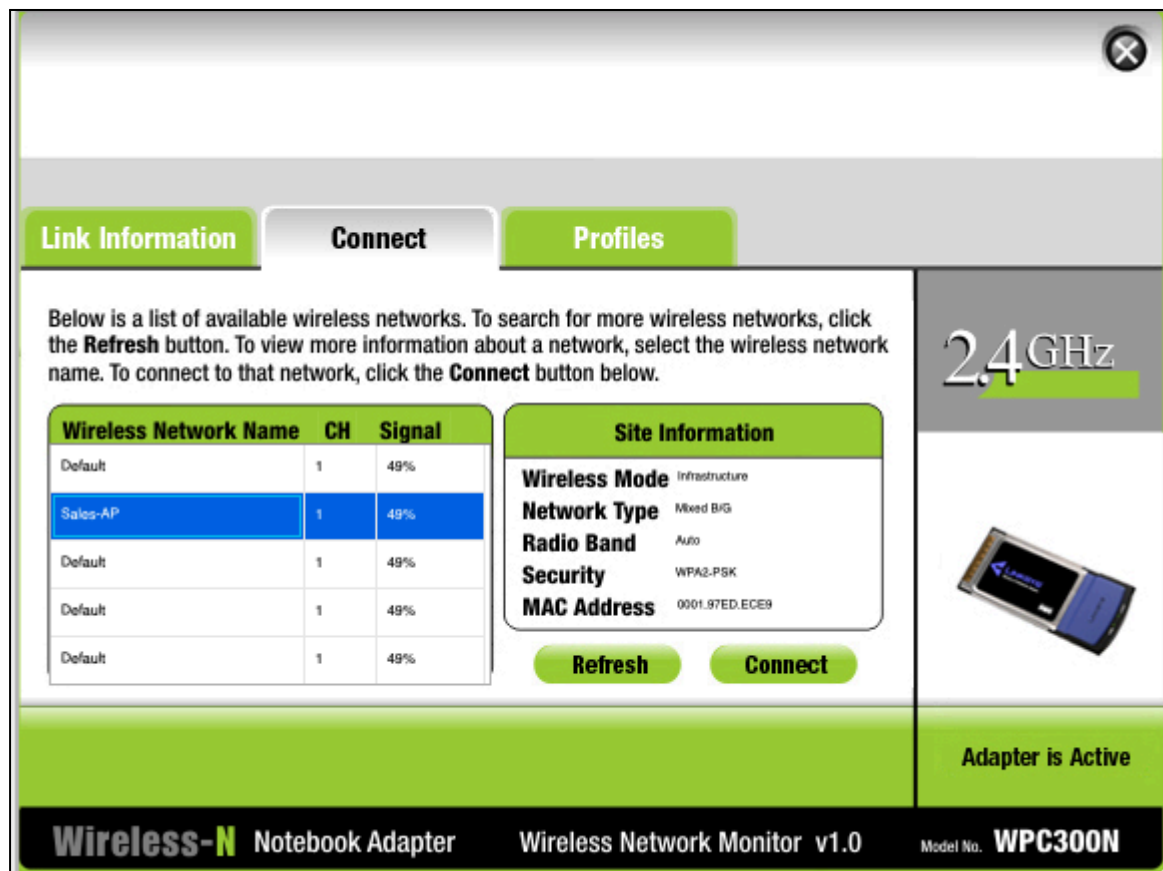 Link Information
Connect
Profiles
Below is a list of available wireless networks. To search for more wireless networks, click
the Refresh button. To view more information about a network, select the wireless network
name. To connect to that network, click the Connect button below.
2.4GHz
Wireless Network Name CH Signal
Default 1 49%
Sales-AP 1 49%
Default 1 49%
Default 1 49%
Default 1 49%
Site Information
Wireless Mode Infrastructure
Network Type Mixed B/G
Radio Band Auto
Security WPA2-PSK
MAC Address 0001.97ED.ECE9
Refresh
Connect
LINKSYS
Adapter is Active
Wireless-N Notebook Adapter Wireless Network Monitor v1.0 Model No. WPC300N